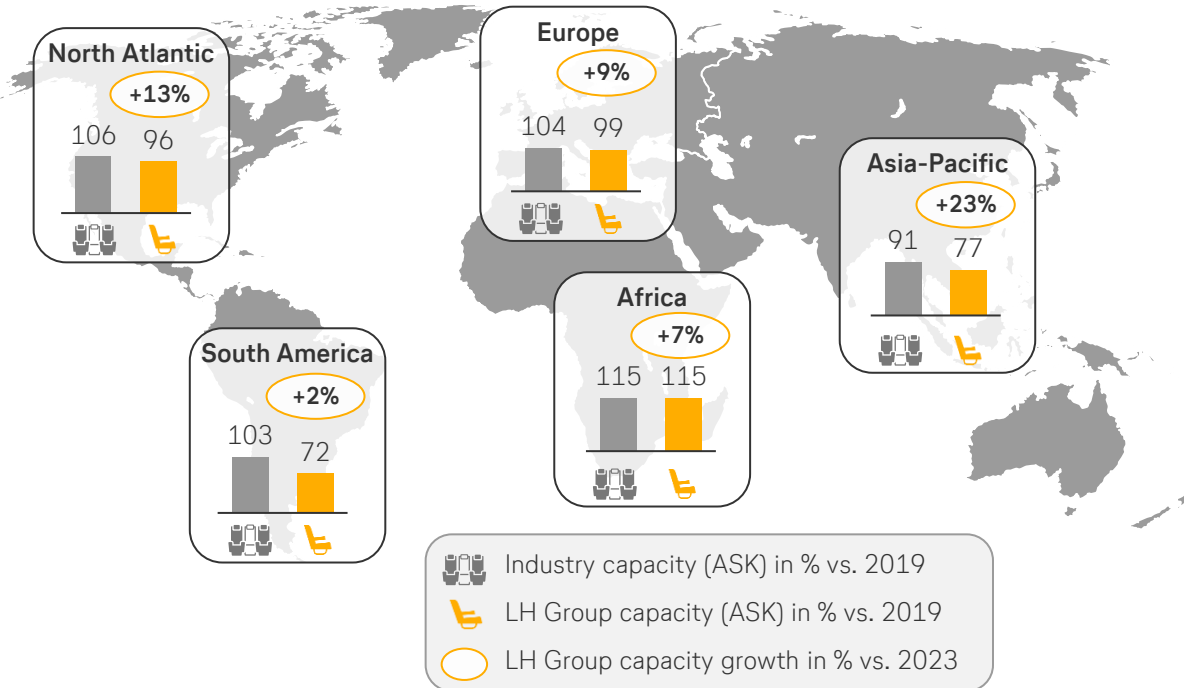 North Atlantic
+13%
106 96
Europe
+9%
104 99
Asia-Pacific
+23%
91 77
South America
+2%
103 72
Africa
+7%
115 115
Industry capacity (ASK) in % vs. 2019
LH Group capacity (ASK) in % vs. 2019
LH Group capacity growth in % vs. 2023